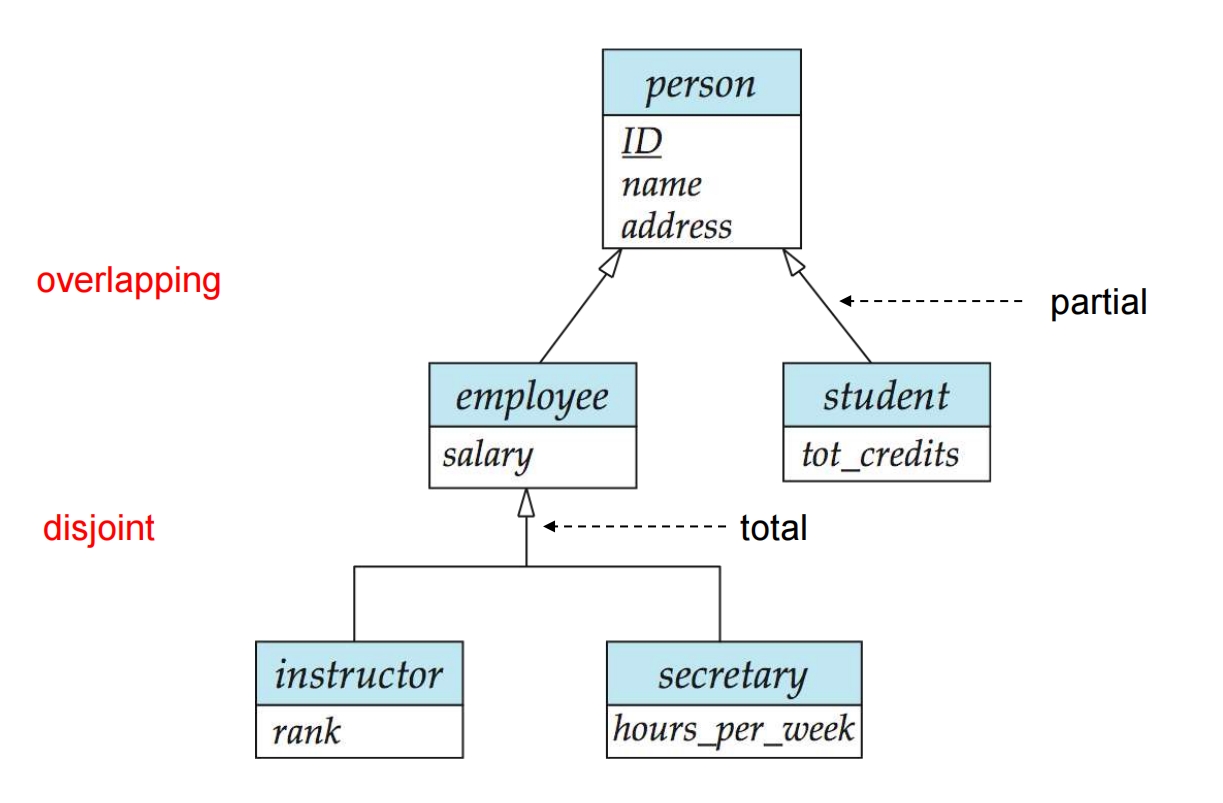 person
ID
name
address
overlapping
partial
employee
student
salary
tot_credits
disjoint
total
instructor
secretary
rank
hours_per_week